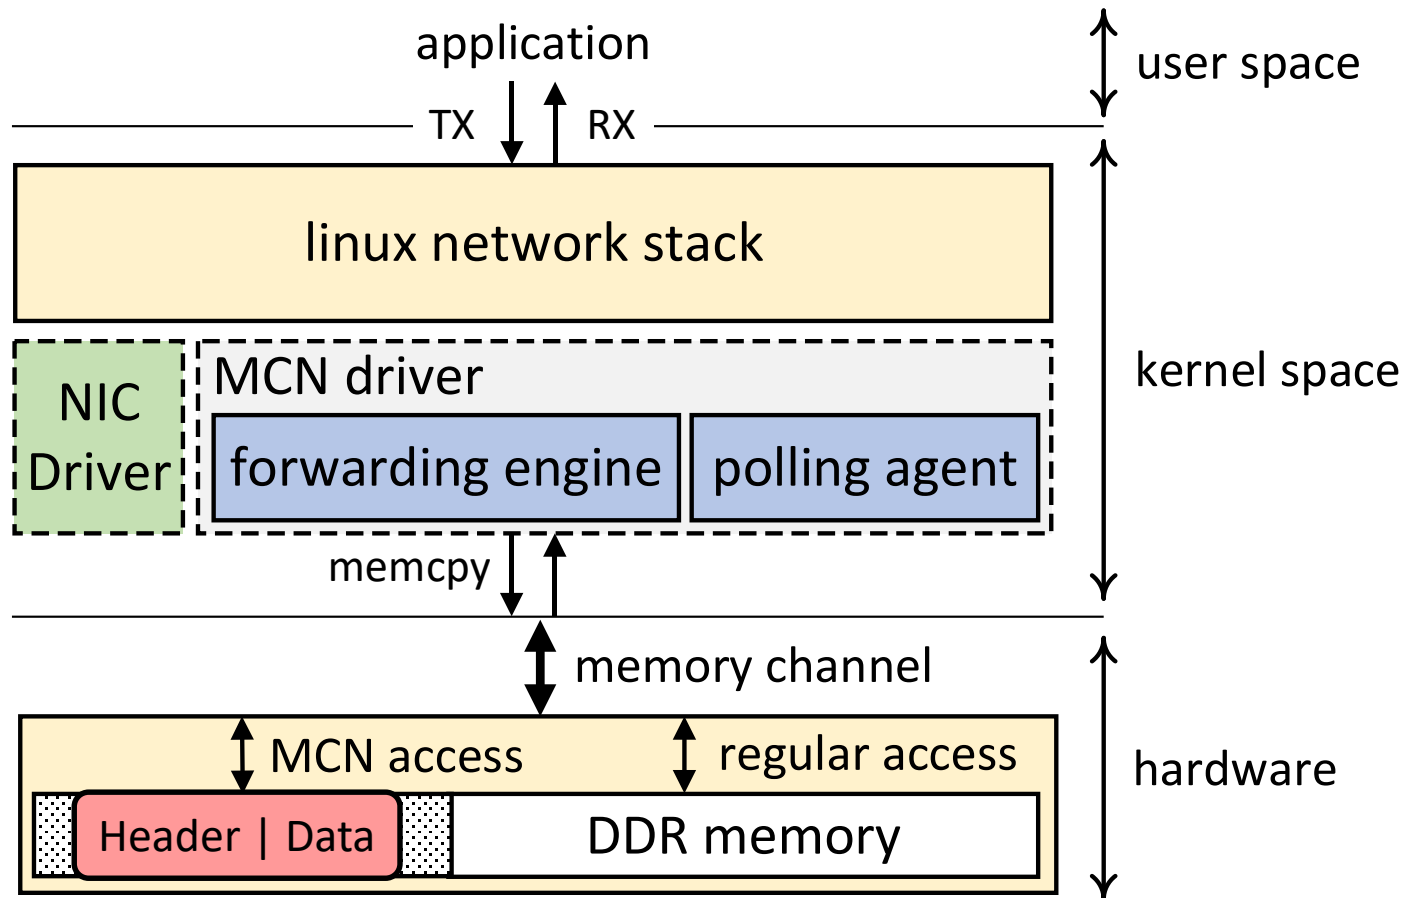 application
user space
TX
RX
linux network stack
NIC
Driver
MCN driver
forwarding engine
polling agent
kernel space
memcpy
memory channel
MCN access
regular access
hardware
Header | Data
DDR memory